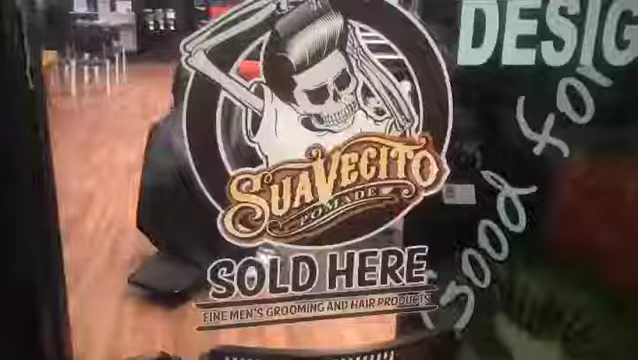 DESIG
SUAVECITO
POMADE
SOLD HERE
FINE MEN'S GROOMING AND HAIR PRODUCTS
Good for